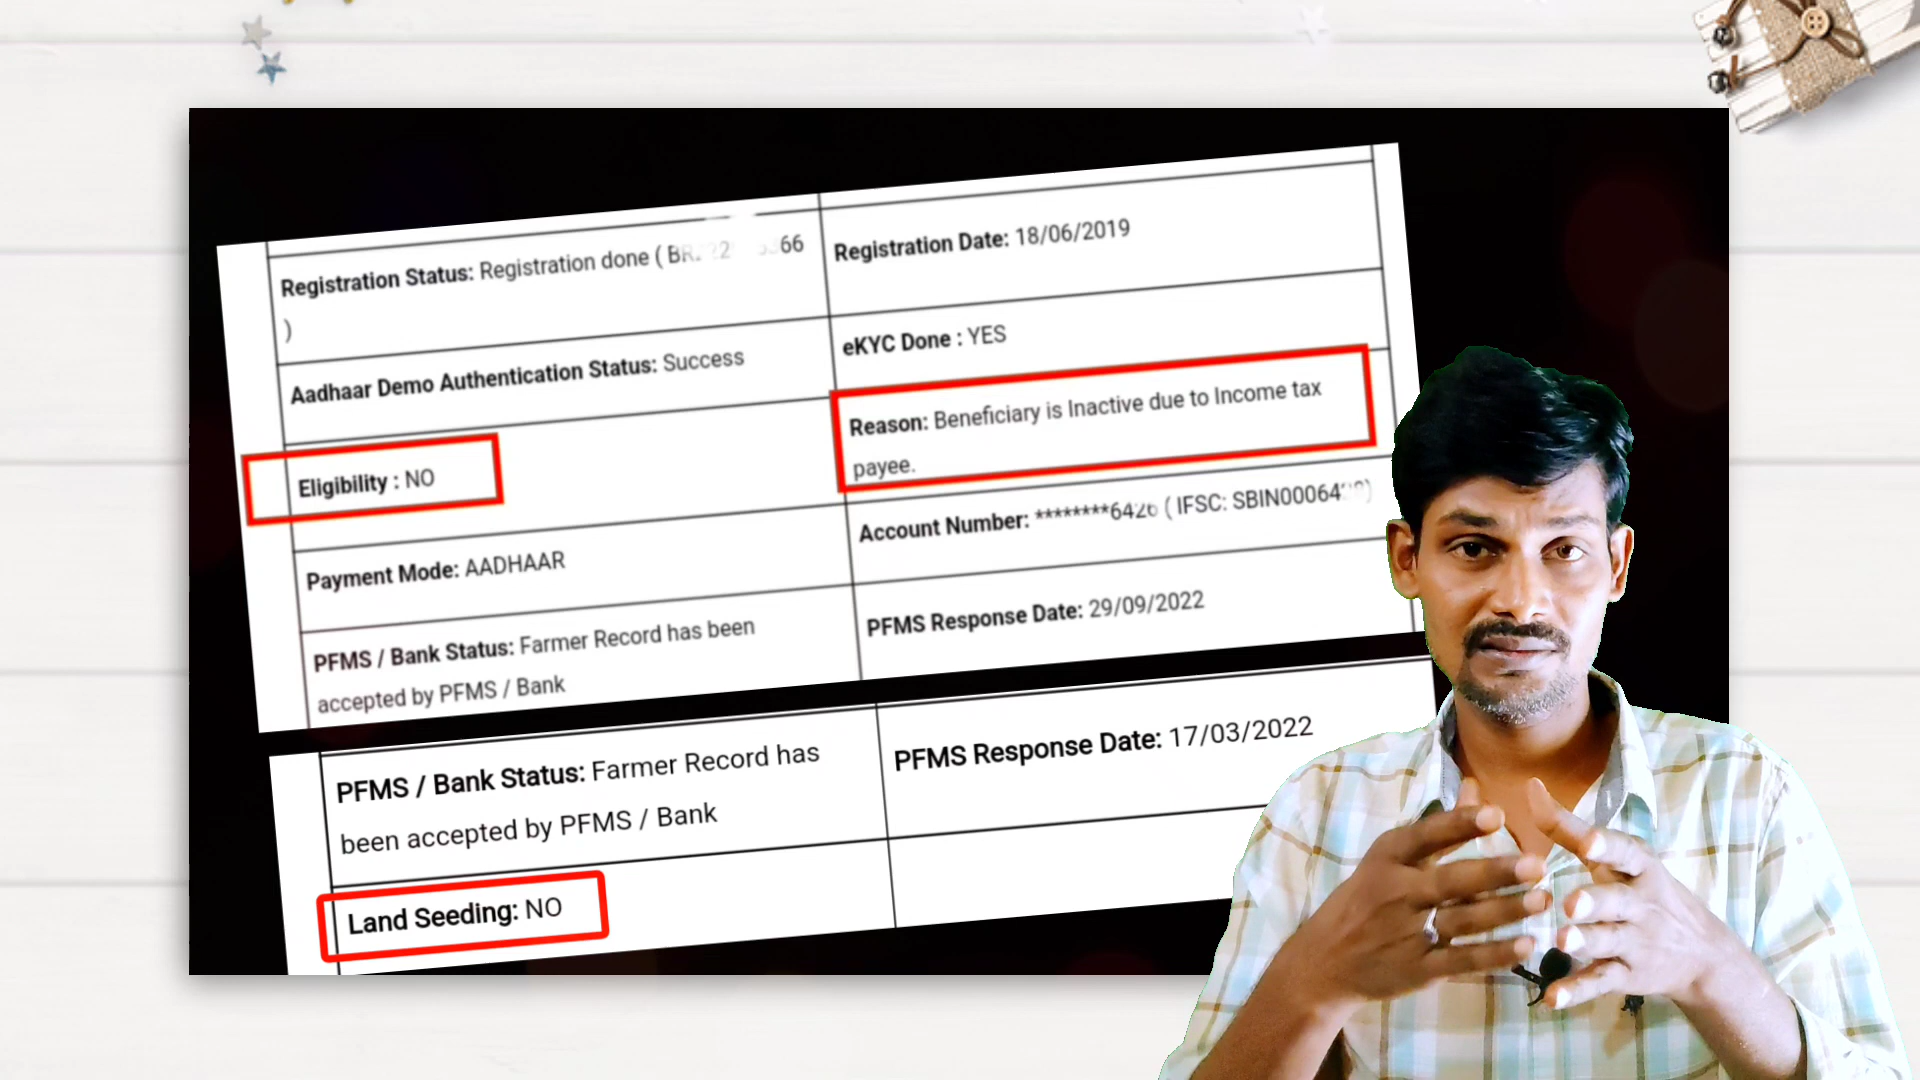 Registration Status: Registration done ( BR 66
)
Registration Date: 18/06/2019
Aadhaar Demo Authentication Status: Success
eKYC Done : YES
Eligibility : NO
Reason: Beneficiary is Inactive due to Income tax
payee.
Payment Mode: AADHAAR
Account Number: ********6426 ( IFSC:
PFMS / Bank Status: Farmer Record has been
accepted by PFMS / Bank
PFMS Response Date: 29/09/2022
PFMS / Bank Status: Farmer Record has
been accepted by PFMS / Bank
PFMS Response Date: 17/03/2022
Land Seeding: NO